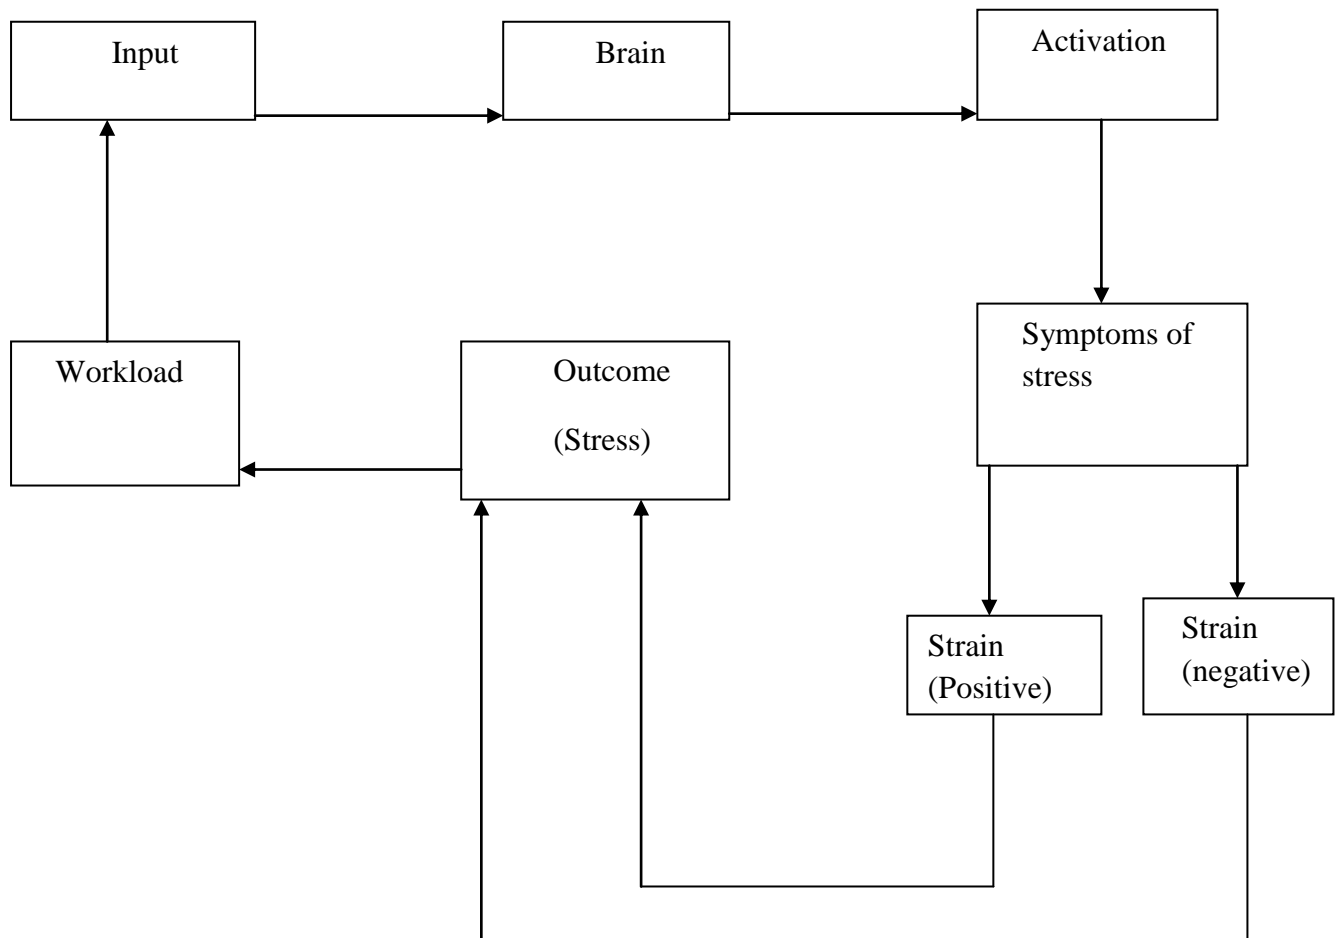 Input
Brain
Activation
Symptoms of
stress
Workload
Outcome
(Stress)
Strain
(Positive)
Strain
(negative)